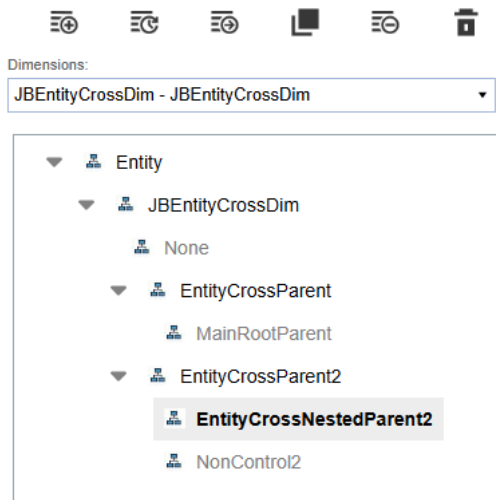 Dimensions:
JBEntityCrossDim - JBEntityCrossDim
Entity
JBEntityCrossDim
None
EntityCrossParent
MainRootParent
EntityCrossParent2
EntityCrossNestedParent2
NonControl2